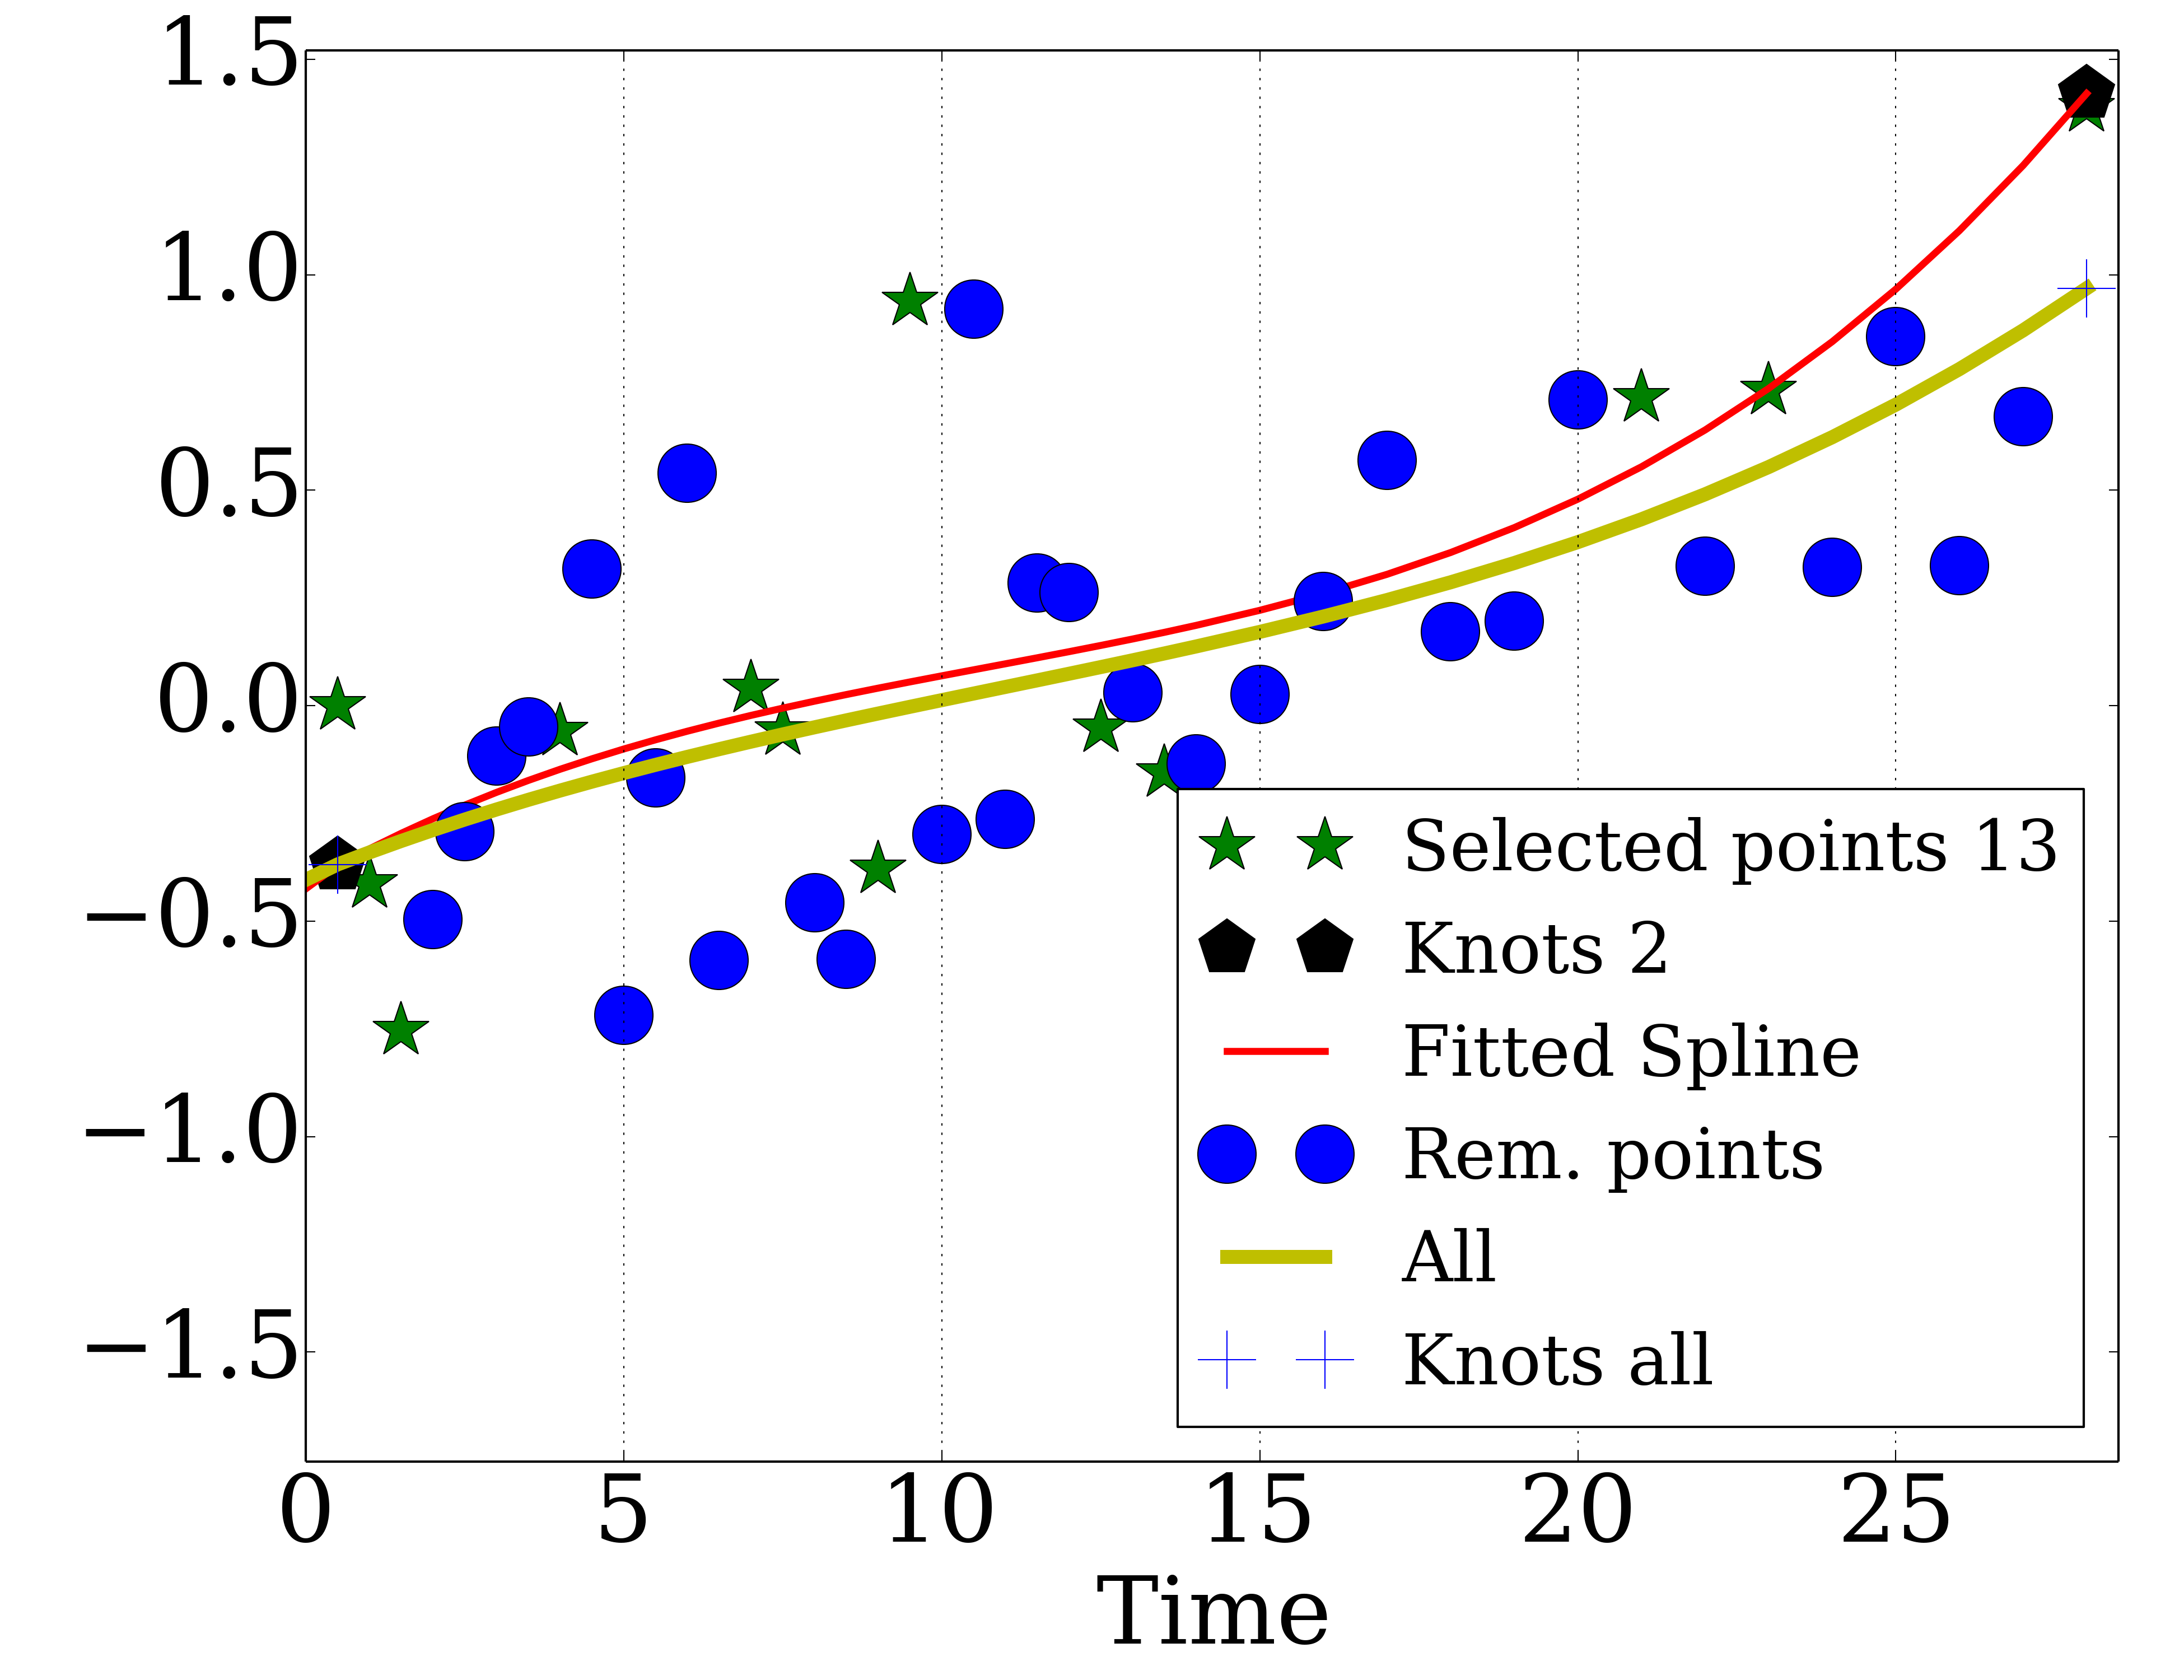 1.5
1.0
0.5
0.0
−0.5
−1.0
−1.5
Selected points 13
Knots 2
Fitted Spline
Rem. points
All
Knots all
0 5 10 15 20 25
Time